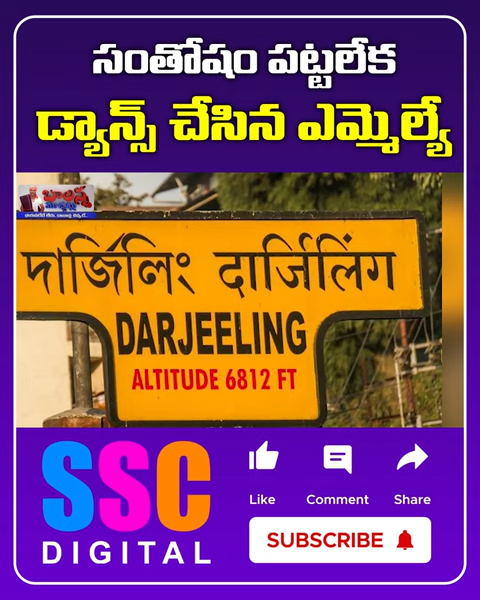 సంతోషం పట్టలేక
డ్యాన్స్ చేసిన ఎమ్మెల్యే
দার্জিলিং दार्जिलिंग
DARJEELING
ALTITUDE 6812 FT
SSC
DIGITAL
Like Comment Share
SUBSCRIBE